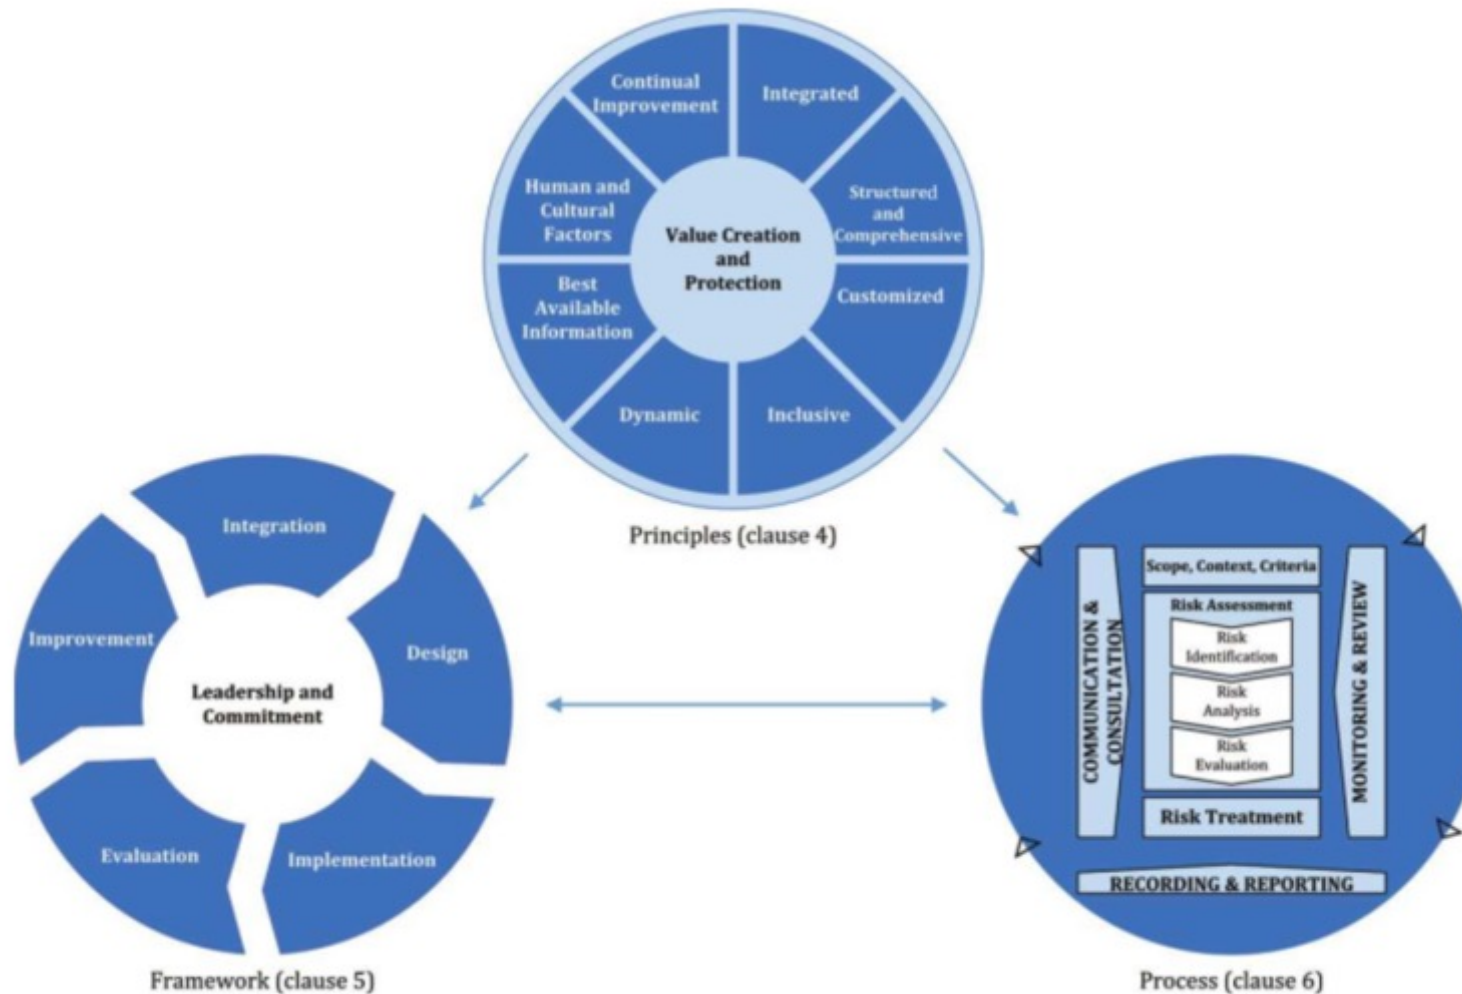 Continual
Improvement
Integrated
Human and
Cultural
Factors
Structured
and
Comprehensive
Value Creation
and
Protection
Best
Available
Information
Customized
Dynamic
Inclusive
Principles (clause 4)
Integration
Improvement
Design
Leadership and
Commitment
Evaluation
Implementation
Framework (clause 5)
Scope, Context, Criteria
COMMUNICATION &
CONSULTATION
Risk Assessment
Risk
Identification
Risk
Analysis
Risk
Evaluation
MONITORING & REVIEW
Risk Treatment
RECORDING & REPORTING
Process (clause 6)